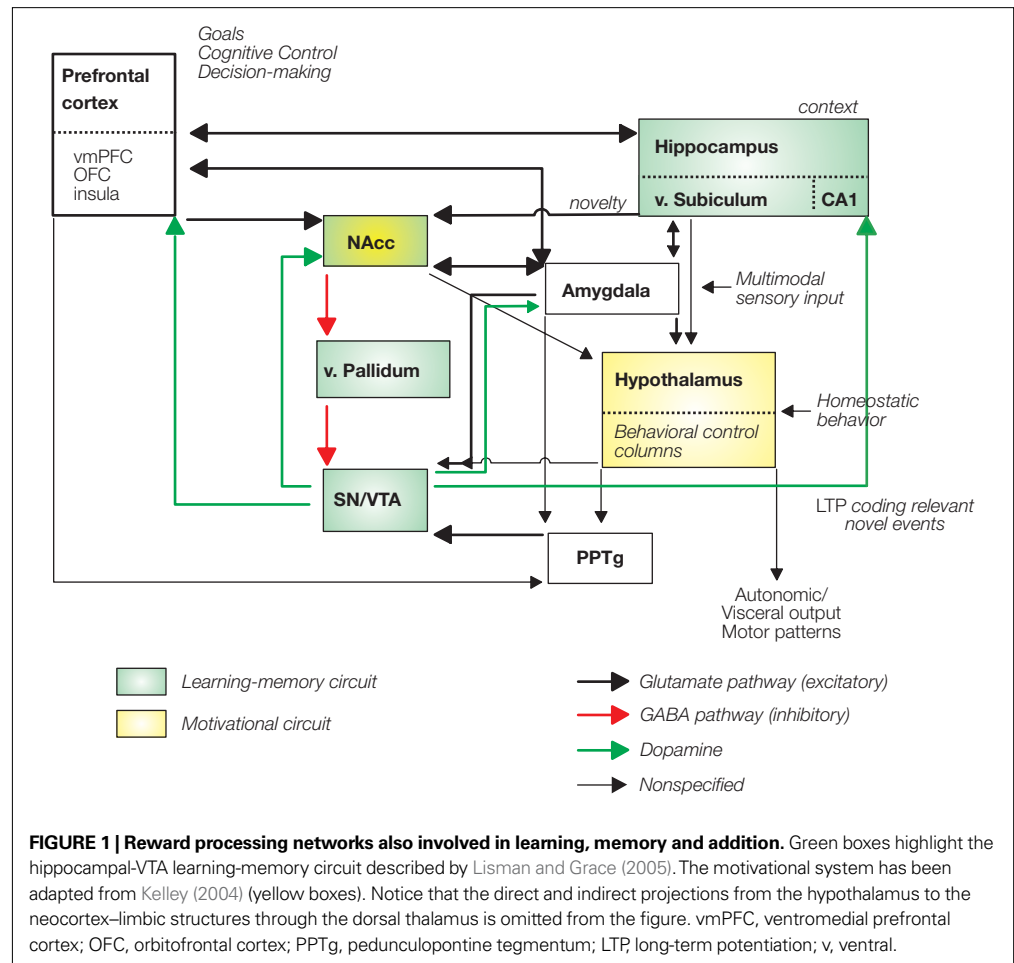 Goals
Cognitive Control
Decision-making
Prefrontal
cortex
vmPFC
OFC
insula
context
Hippocampus
v. Subiculum
CA1
novelty
NAcc
Amygdala
Multimodal
sensory input
v. Pallidum
Hypothalamus
Behavioral control
columns
Homeostatic
behavior
SN/VTA
LTP coding relevant
novel events
PPTg
Autonomic/
Visceral output
Motor patterns
Learning-memory circuit
Motivational circuit
Glutamate pathway (excitatory)
GABA pathway (inhibitory)
Dopamine
Nonspecified
FIGURE 1 | Reward processing networks also involved in learning, memory and addition. Green boxes highlight the
hippocampal-VTA learning-memory circuit described by Lisman and Grace (2005). The motivational system has been
adapted from Kelley (2004) (yellow boxes). Notice that the direct and indirect projections from the hypothalamus to the
neocortex–limbic structures through the dorsal thalamus is omitted from the figure. vmPFC, ventromedial prefrontal
cortex; OFC, orbitofrontal cortex; PPTg, pedunculopontine tegmentum; LTP, long-term potentiation; v, ventral.